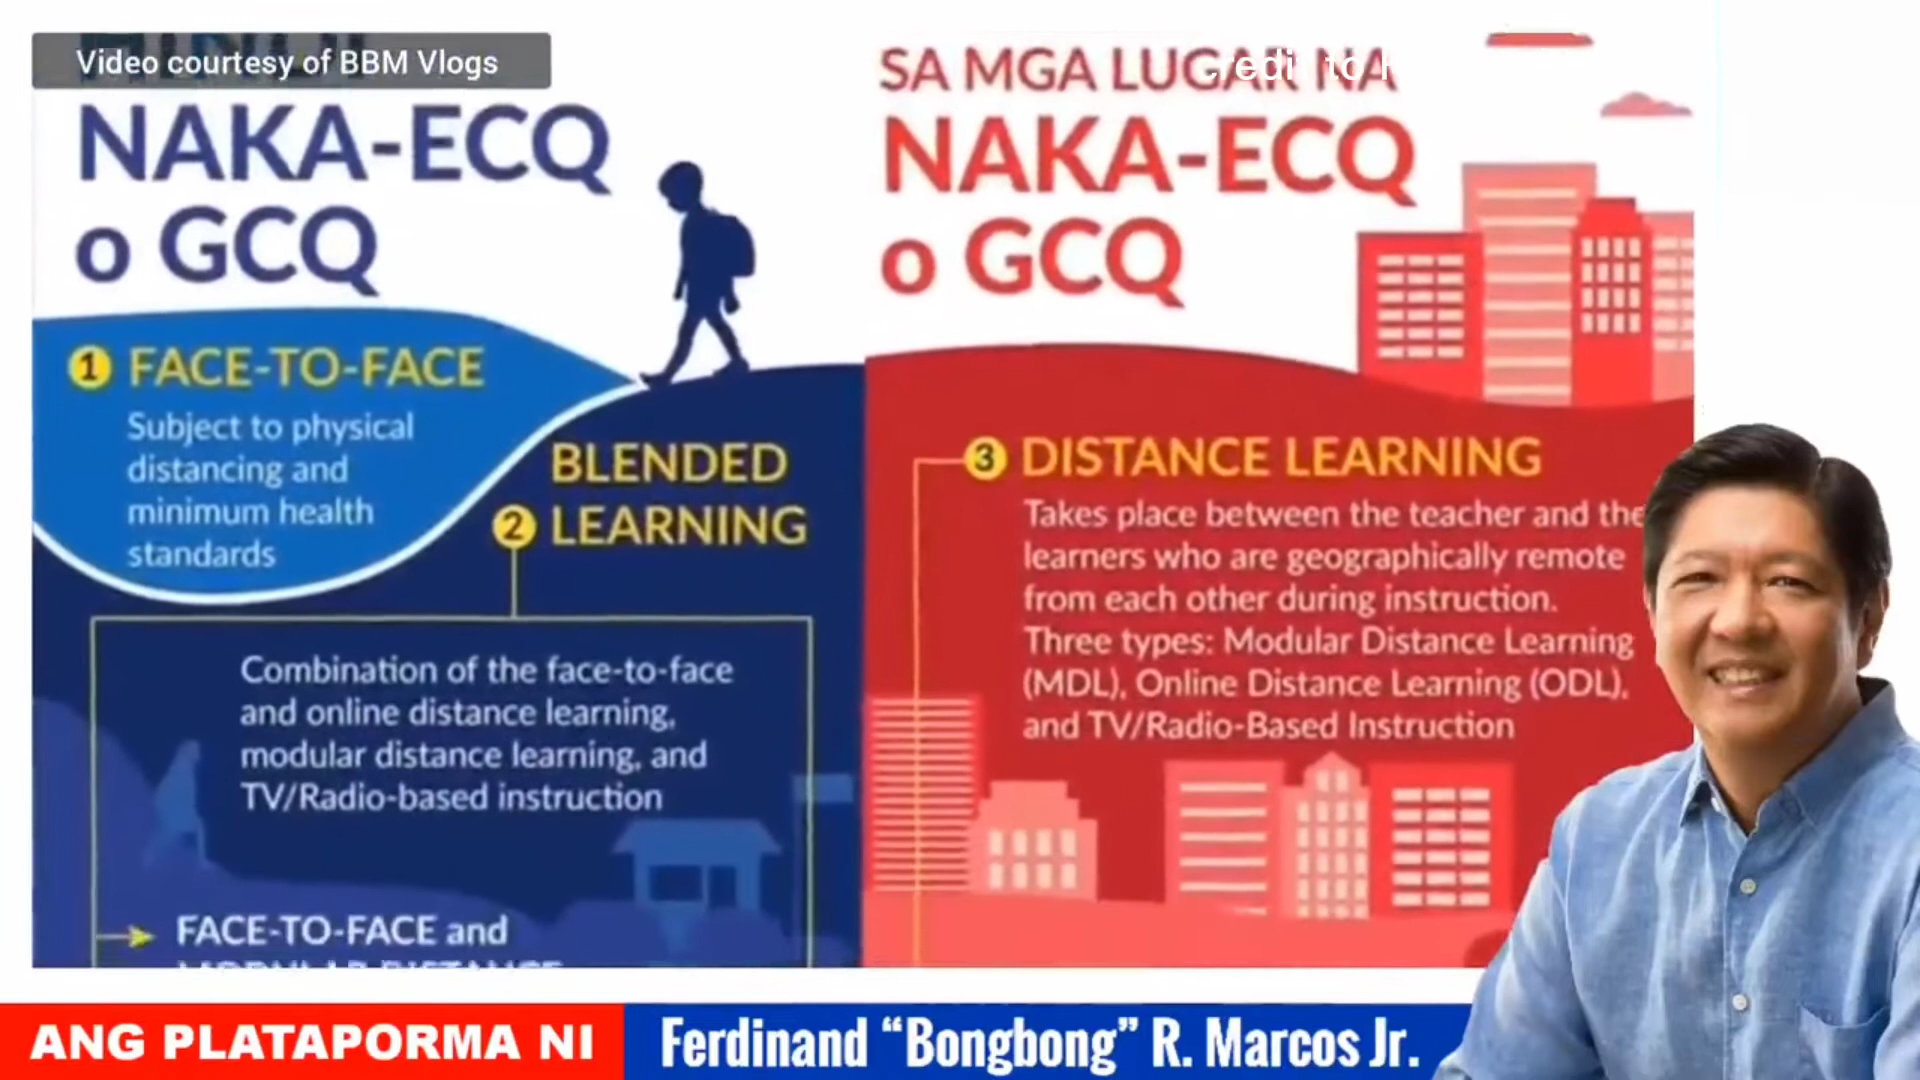 Video courtesy of BBM Vlogs
NAKA-ECQ
o GCQ
1 FACE-TO-FACE
Subject to physical
distancing and
minimum health
standards
BLENDED
2 LEARNING
Combination of the face-to-face
and online distance learning,
modular distance learning, and
TV/Radio-based instruction
FACE-TO-FACE and
SA MGA LUGAR NA
NAKA-ECQ
o GCQ
3 DISTANCE LEARNING
Takes place between the teacher and the
learners who are geographically remote
from each other during instruction.
Three types: Modular Distance Learning
(MDL), Online Distance Learning (ODL),
and TV/Radio-Based Instruction
ANG PLATAPORMA NI
Ferdinand “Bongbong” R. Marcos Jr.